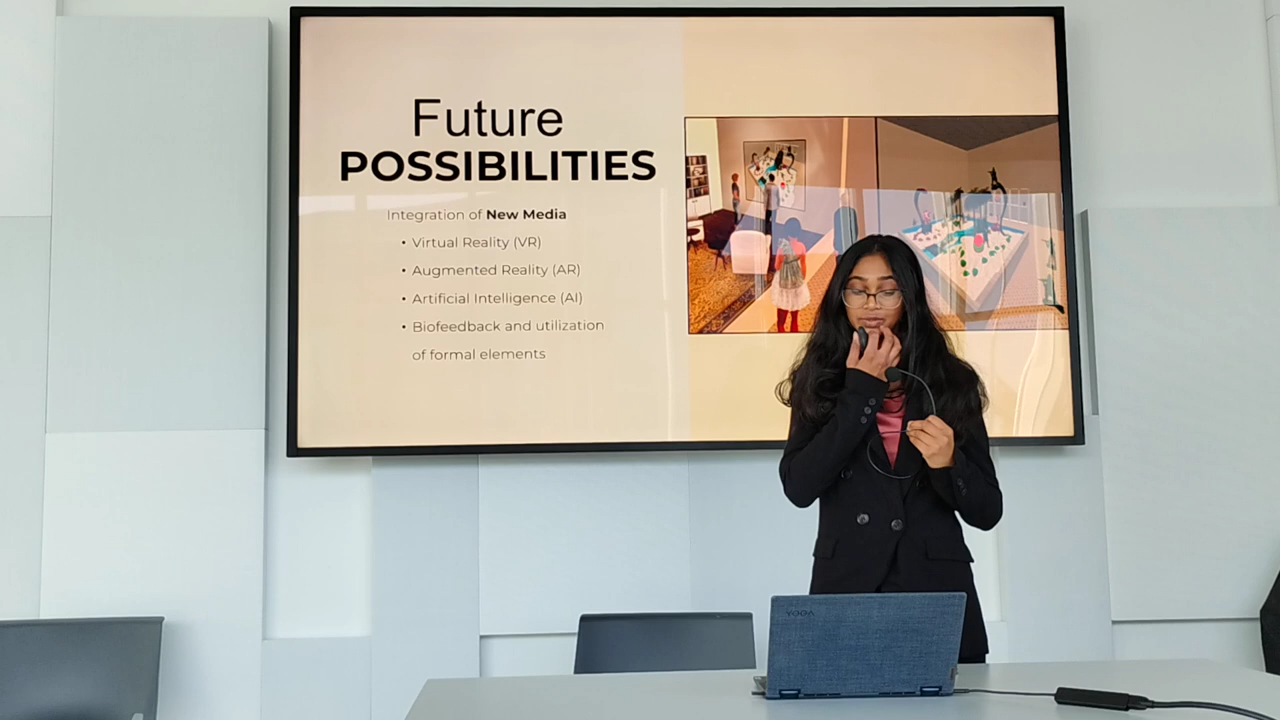 Future
POSSIBILITIES
Integration of New Media
• Virtual Reality (VR)
• Augmented Reality (AR)
• Artificial Intelligence (AI)
• Biofeedback and utilization
of formal elements
YOGA